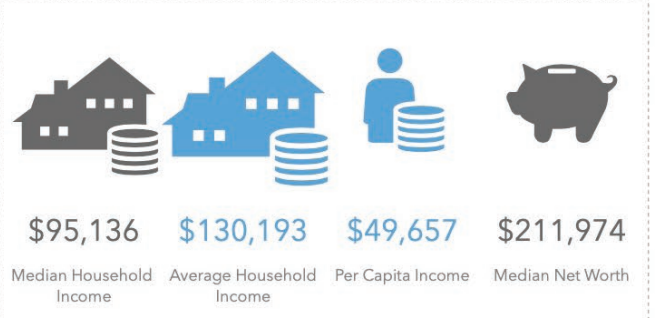 $95,136
Median Household
Income
$130,193
Average Household
Income
$49,657
Per Capita Income
$211,974
Median Net Worth